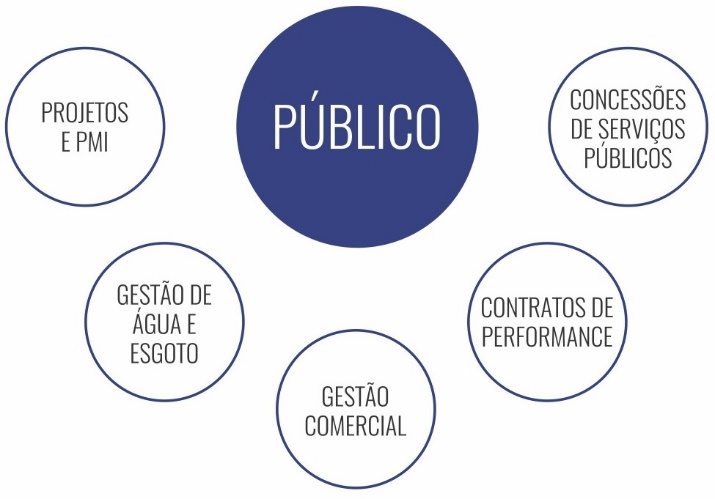 PÚBLICO
PROJETOS
E PMI
GESTÃO DE
ÁGUA E
ESGOTO
GESTÃO
COMERCIAL
CONTRATOS DE
PERFORMANCE
CONCESSÕES
DE SERVIÇOS
PÚBLICOS